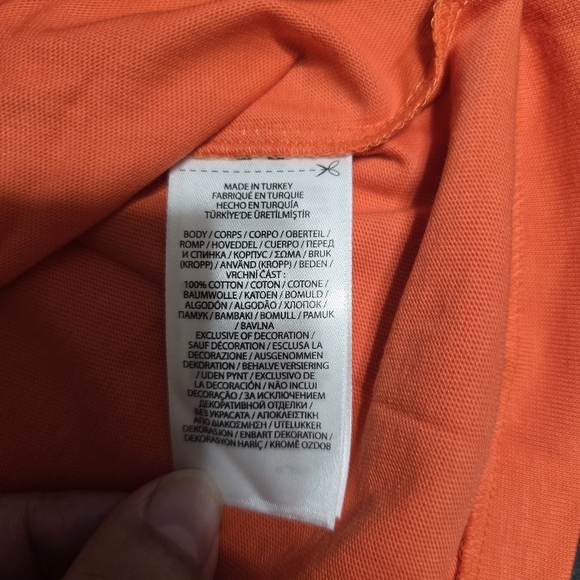 MADE IN TURKEY
FABRIQUÉ EN TURQUIE
HECHO EN TURQUÍA
TÜRKİYE'DE ÜRETİLMİŞTİR
BODY / CORPS / CORPO / OBERTEIL /
ROMP / HOVEDDEL / CUERPO / ПЕРЕД
И СПИНКА / КОРПУС / ΣΩΜΑ / BRUK
(KROPP) / ANVÄND (KROPP) / BEDEN /
VRCHNÍ ČÁST :
100% COTTON / COTON / COTONE /
BAUMWOLLE / KATOEN / BOMULD /
ALGODÓN / ALGODÃO / ХЛОПОК /
ПАМУК / BAMBAKI / BOMULL / PAMUK
/ BAVLNA
EXCLUSIVE OF DECORATION /
SAUF DÉCORATION / ESCLUSA LA
DECORAZIONE / AUSGENOMMEN
DEKORATION / BEHALVE VERSIERING
/ UDEN PYNT / EXCLUSIVO DE
LA DECORACIÓN / NÃO INCLUI
DECORAÇÃO / ЗА ИСКЛЮЧЕНИЕМ
ДЕКОРАТИВНОЙ ОТДЕЛКИ /
БЕЗ УКРАСАТА / ΑΠΟΚΛΕΙΣΤΙΚΗ
ΑΠΟ ΔΙΑΚΟΣΜΗΣΗ / UTELUKKER
DEKORASJON / ENBART DEKORATION /
DEKORASYON HARİÇ / KROMĚ OZDOB